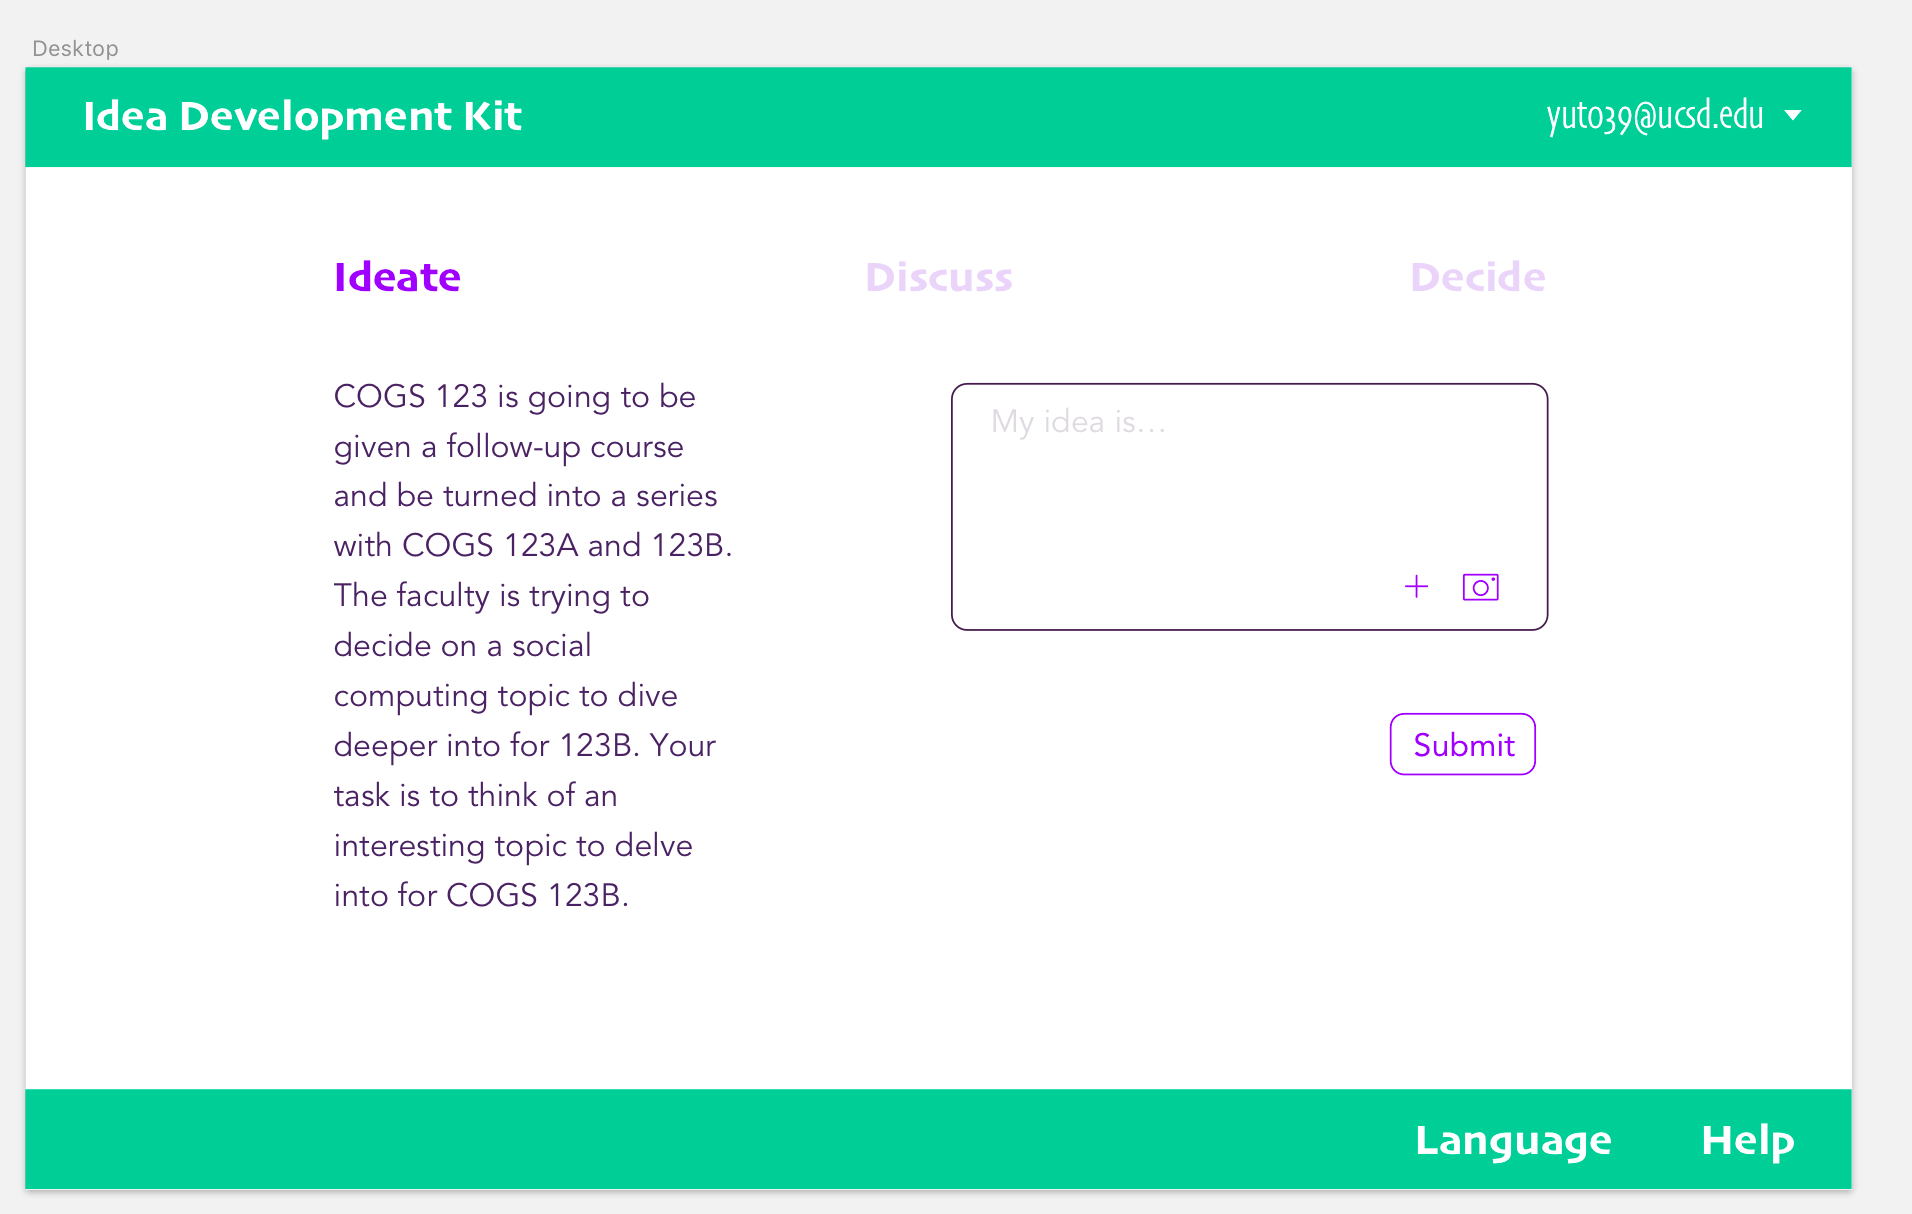 Desktop
Idea Development Kit
yuto39@ucsd.edu
Ideate
Discuss
Decide
COGS 123 is going to be
given a follow-up course
and be turned into a series
with COGS 123A and 123B.
The faculty is trying to
decide on a social
computing topic to dive
deeper into for 123B. Your
task is to think of an
interesting topic to delve
into for COGS 123B.
My idea is...
Submit
Language
Help